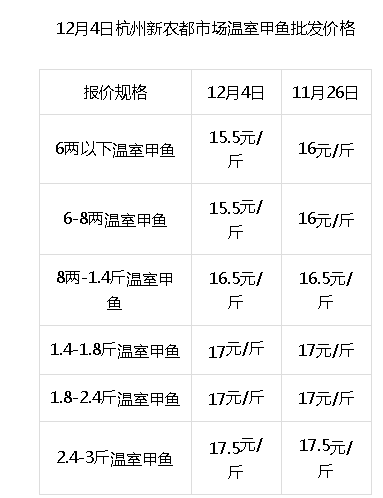 12月4日杭州新农都市场温室甲鱼批发价格
报价规格 12月4日 11月26日
6两以下温室甲鱼 15.5元/斤 16元/斤
6-8两温室甲鱼 15.5元/斤 16元/斤
8两-1.4斤温室甲鱼 16.5元/斤 16.5元/斤
1.4-1.8斤温室甲鱼 17元/斤 17元/斤
1.8-2.4斤温室甲鱼 17元/斤 17元/斤
2.4-3斤温室甲鱼 17.5元/斤 17.5元/斤